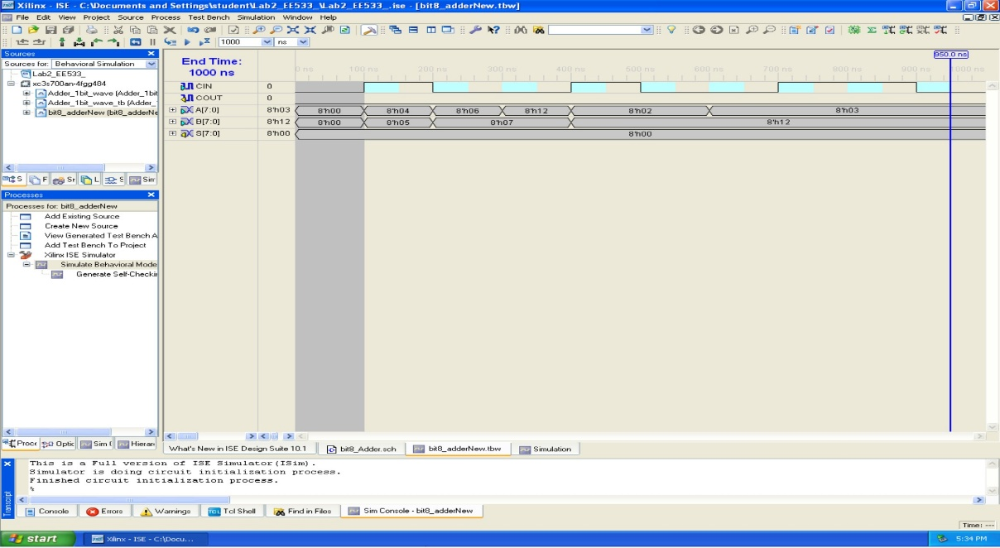 Xilinx - ISE - C:\Documents and Settings\student\Lab2_EE533_\Lab2_EE533_.ise - [bit8_adderNew.tbw]
File Edit View Project Source Process Test Bench Simulation Window Help
1000 ns
Sources
Sources for: Behavioral Simulation
Lab2_EE533_
xc3s700an-4fgg484
Adder_1bit_wave (Adder_1bit
Adder_1bit_wave_tb (Adder_
bit8_adderNew (bit8_adderNe
S F Sr L S Sim
Processes
Processes for: bit8_adderNew
Add Existing Source
Create New Source
View Generated Test Bench A
Add Test Bench To Project
Xilinx ISE Simulator
Simulate Behavioral Mode
Generate Self-Checkin
Proce Optic Sim ( Hierar
End Time:
1000 ns
950.0 ns
0 ns 100 ns 200 ns 300 ns 400 ns 500 ns 600 ns 700 ns 800 ns 900 ns 1000 ns
CIN 0
COUT 0
A[7:0] 8'h03 8'h00 8'h04 8'h06 8'h12 8'h02 8'h03
B[7:0] 8'h12 8'h00 8'h05 8'h07 8'h12
S[7:0] 8'h00 8'h00
What's New in ISE Design Suite 10.1 bit8_Adder.sch bit8_adderNew.tbw Simulation
This is a Full version of ISE Simulator(ISim).
Simulator is doing circuit initialization process.
Finished circuit initialization process.
%
Transcript
Console Errors Warnings Tcl Shell Find in Files Sim Console - bit8_adderNew
Time: ---
start Xilinx - ISE - C:\Docu... 5:34 PM